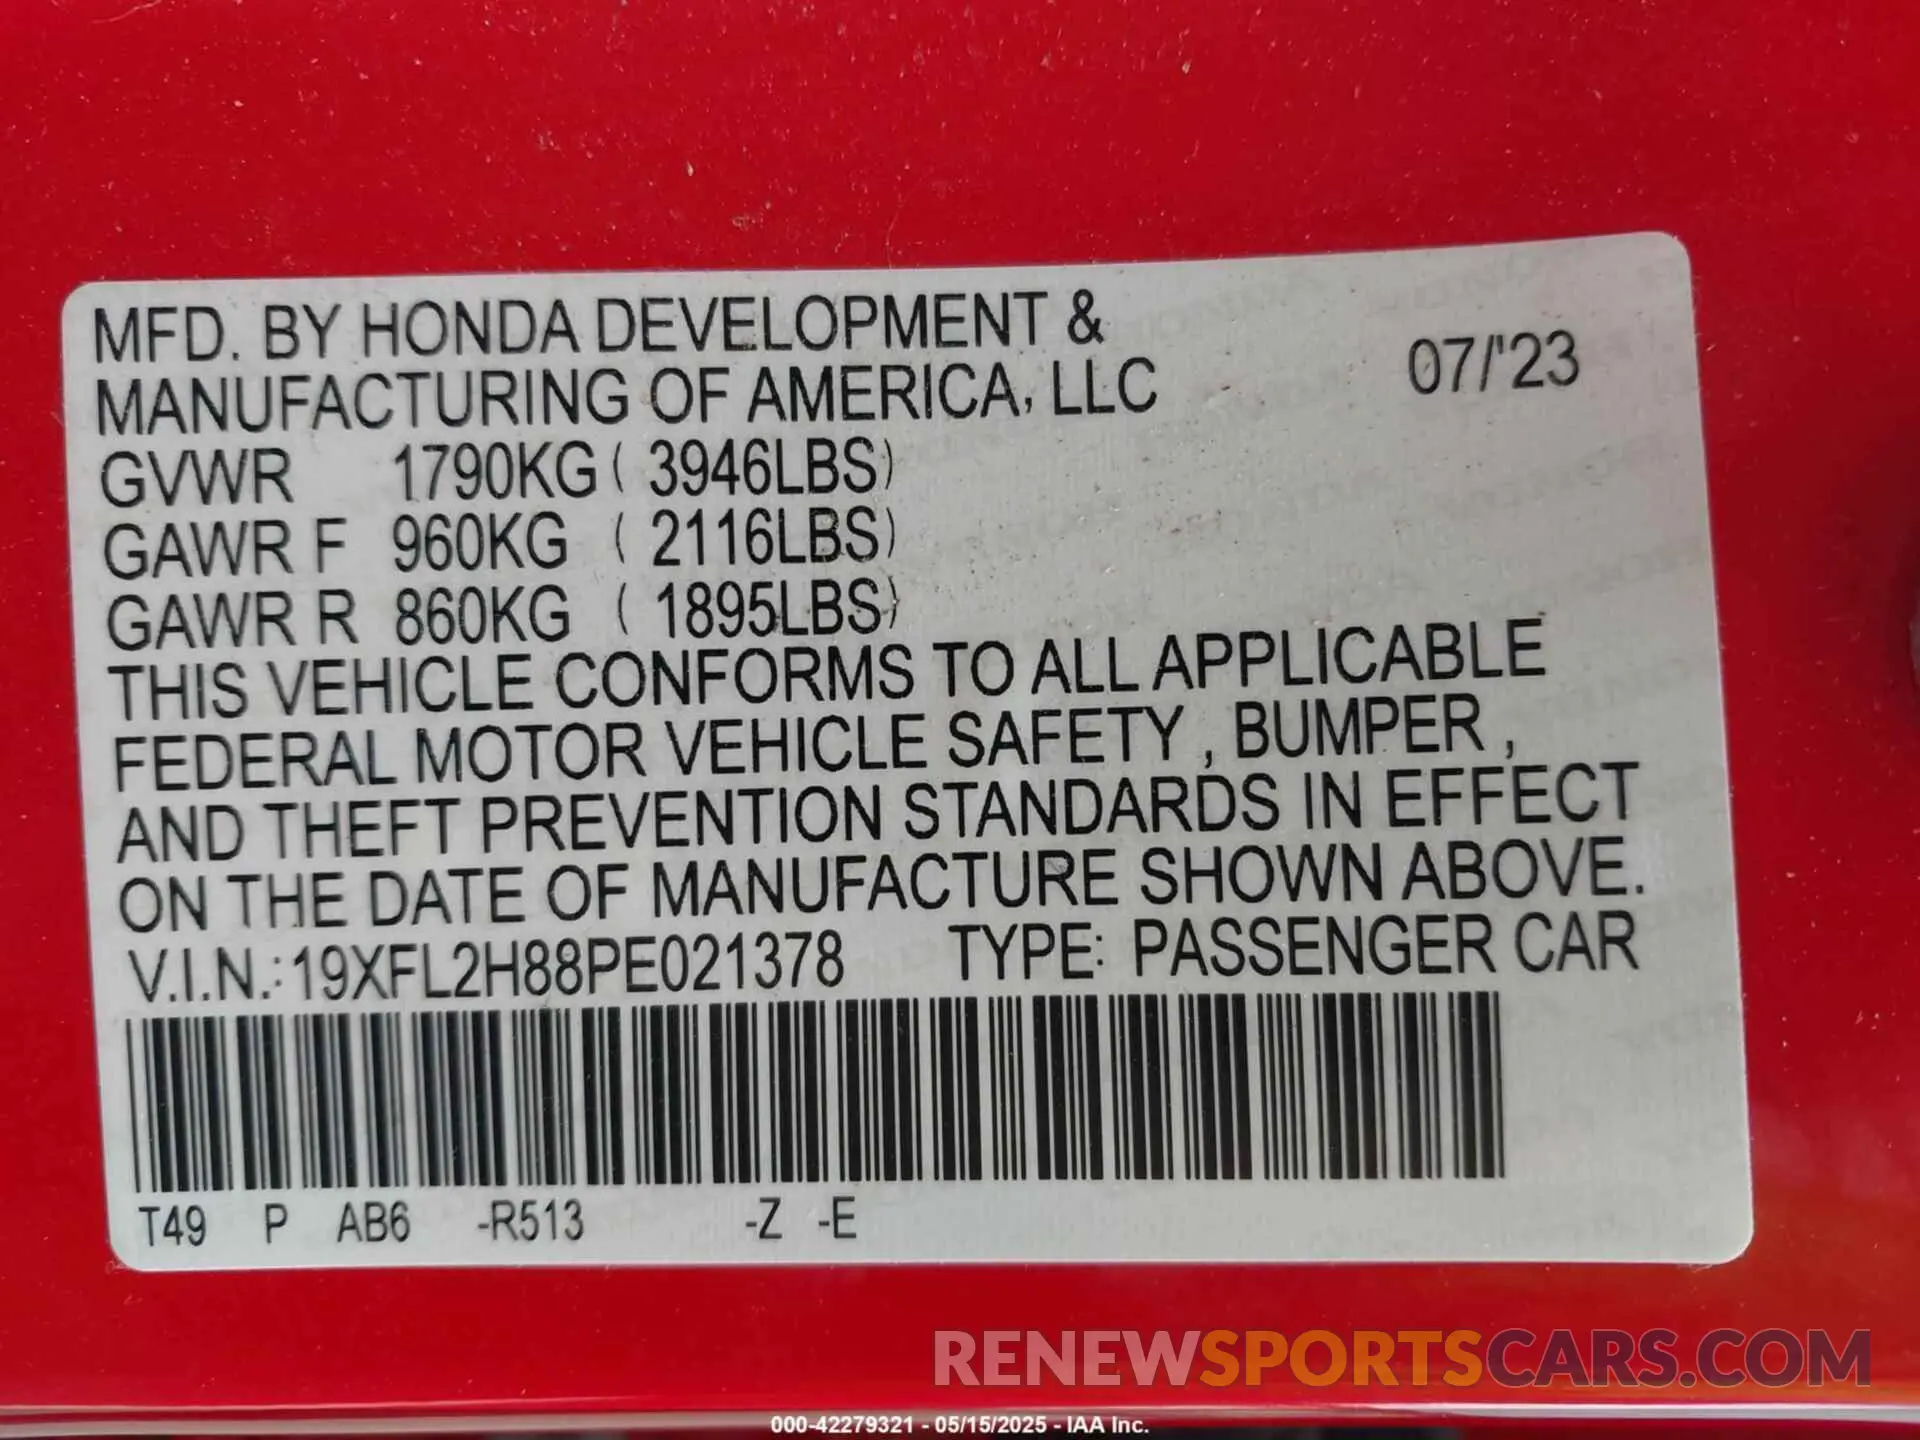 MFD. BY HONDA DEVELOPMENT &
MANUFACTURING OF AMERICA, LLC 07/'23
GVWR 1790KG ( 3946LBS)
GAWR F 960KG ( 2116LBS)
GAWR R 860KG ( 1895LBS)
THIS VEHICLE CONFORMS TO ALL APPLICABLE
FEDERAL MOTOR VEHICLE SAFETY , BUMPER ,
AND THEFT PREVENTION STANDARDS IN EFFECT
ON THE DATE OF MANUFACTURE SHOWN ABOVE.
V.I.N.:19XFL2H88PE021378 TYPE: PASSENGER CAR
T49 P AB6 -R513 -Z -E
RENEWSPORTSCARS.COM
000-42279321 - 05/15/2025 - IAA Inc.